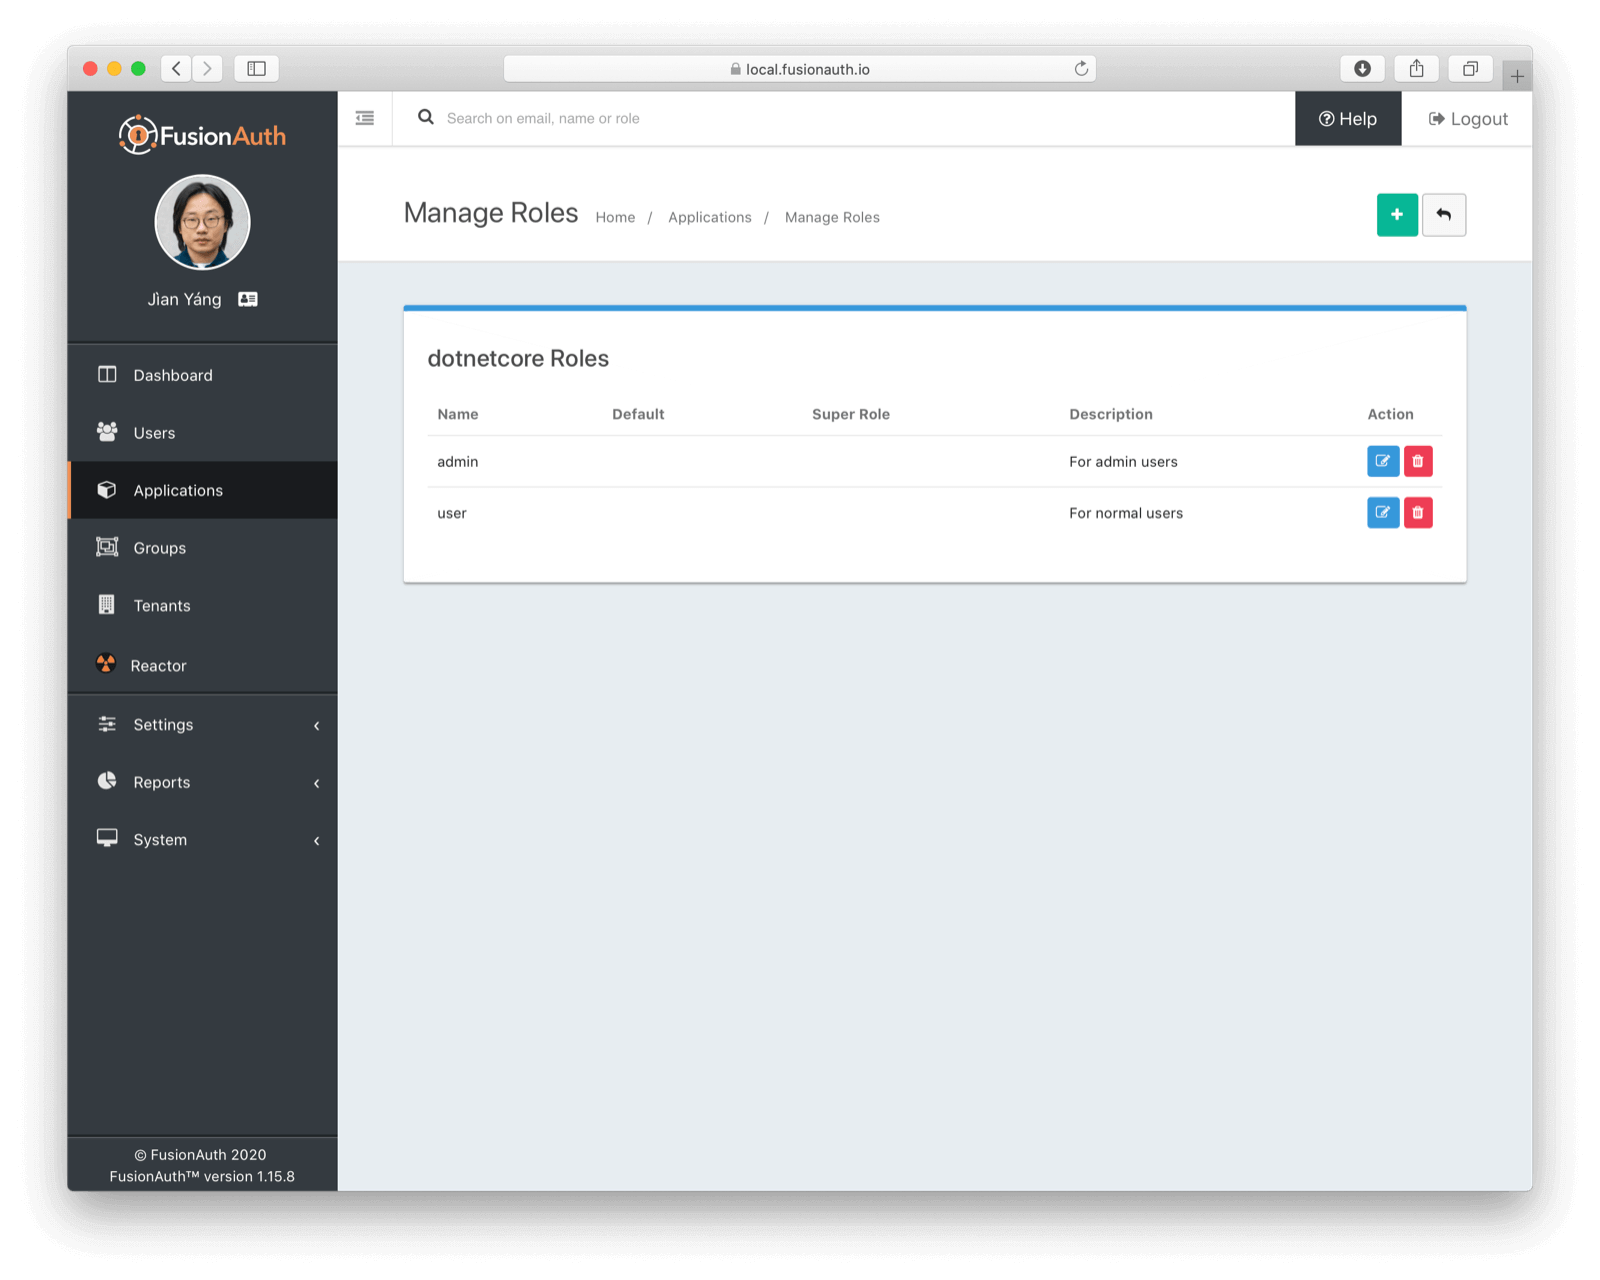 local.fusionauth.io
FusionAuth
Search on email, name or role
Help
Logout
Jìan Yáng
Manage Roles
Home / Applications / Manage Roles
Dashboard
Users
Applications
Groups
Tenants
Reactor
Settings
Reports
System
dotnetcore Roles
Name Default Super Role Description Action
admin For admin users
user For normal users
© FusionAuth 2020
FusionAuth™ version 1.15.8